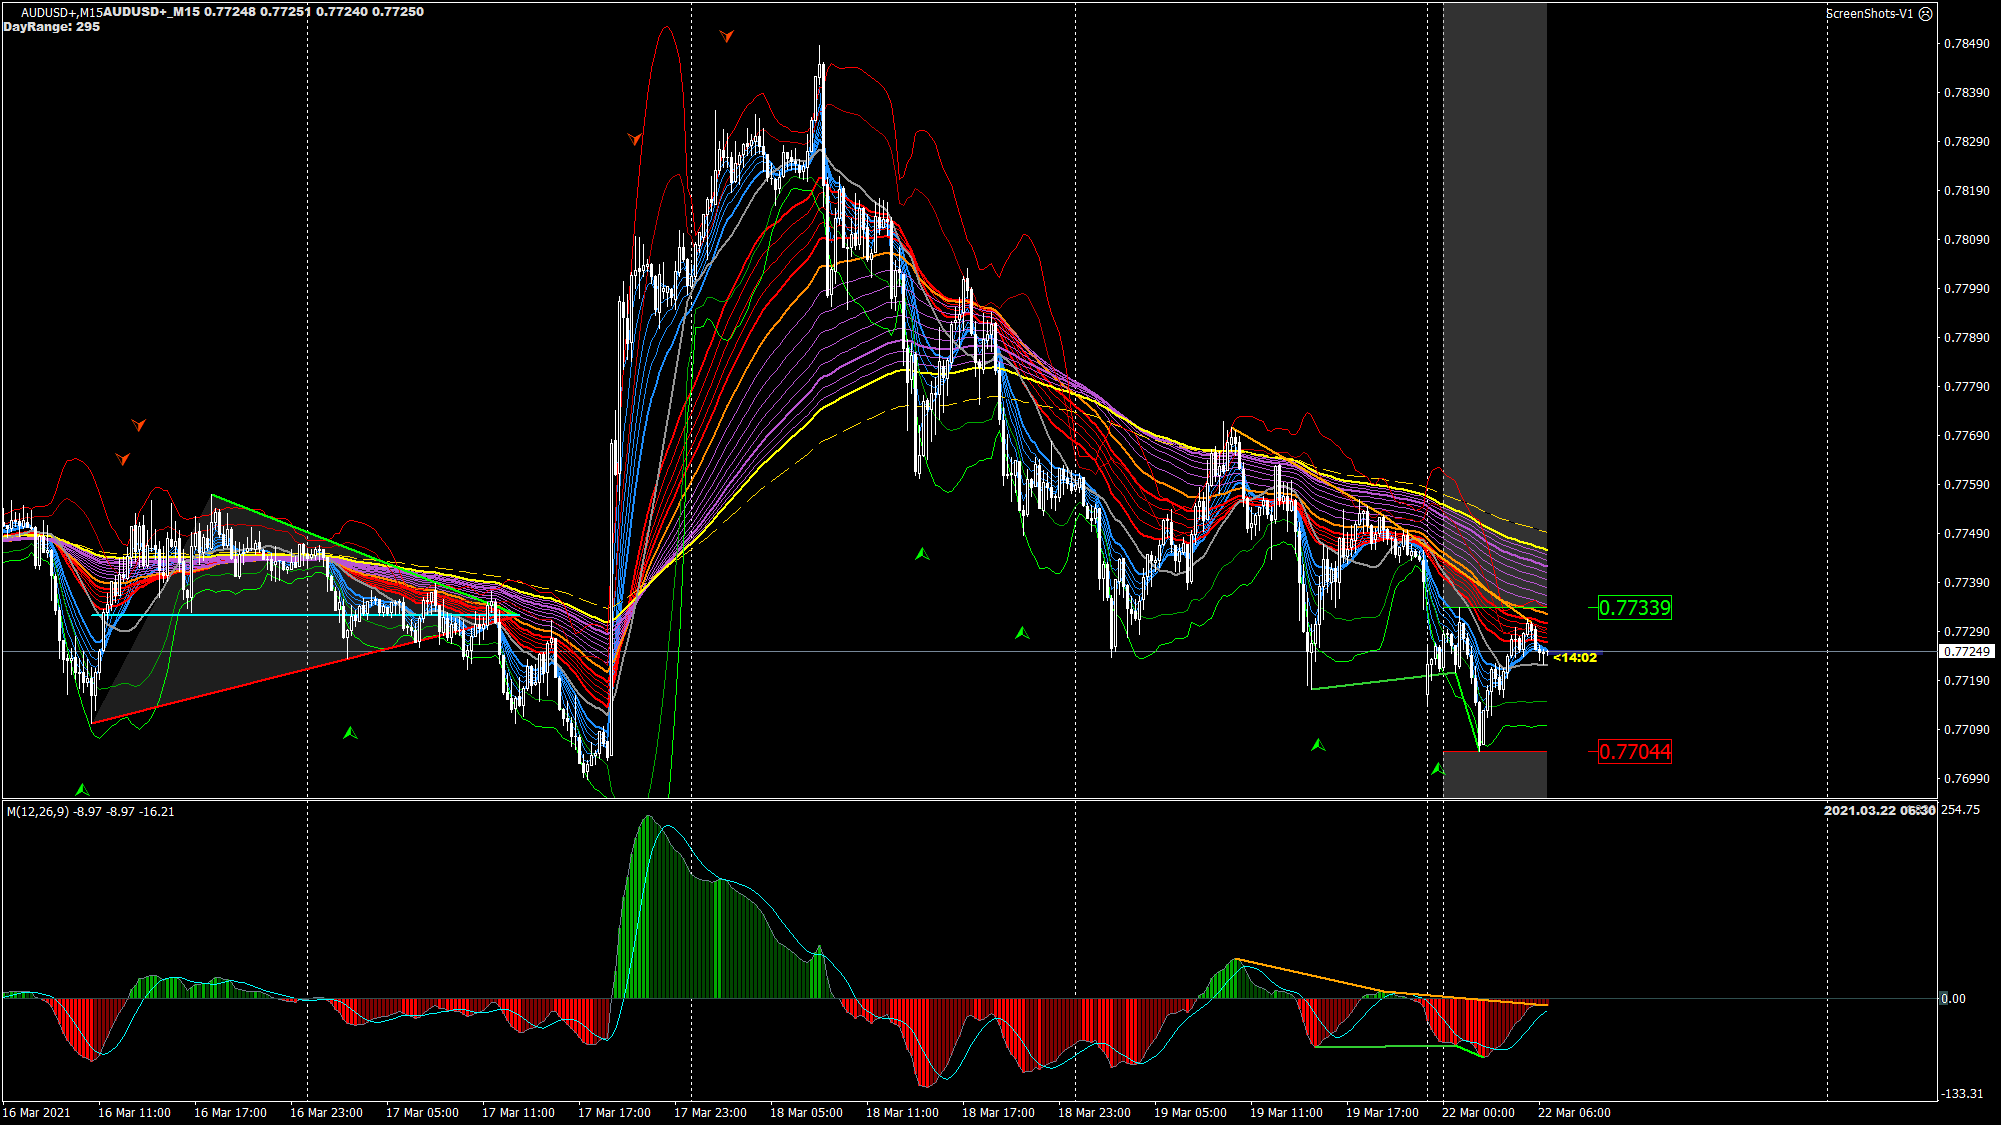 AUDUSD+,M15AUDUSD+_M15 0.77248 0.77251 0.77240 0.77250
DayRange: 295
ScreenShots-V1
0.78490
0.78390
0.78290
0.78190
0.78090
0.77990
0.77890
0.77790
0.77690
0.77590
0.77490
0.77390
0.77339
0.77290
0.77249
<14:02
0.77190
0.77090
0.77044
0.76990
M(12,26,9) -8.97 -8.97 -16.21
2021.03.22 06:30
254.75
0.00
-133.31
16 Mar 2021
16 Mar 11:00
16 Mar 17:00
16 Mar 23:00
17 Mar 05:00
17 Mar 11:00
17 Mar 17:00
17 Mar 23:00
18 Mar 05:00
18 Mar 11:00
18 Mar 17:00
18 Mar 23:00
19 Mar 05:00
19 Mar 11:00
19 Mar 17:00
22 Mar 00:00
22 Mar 06:00